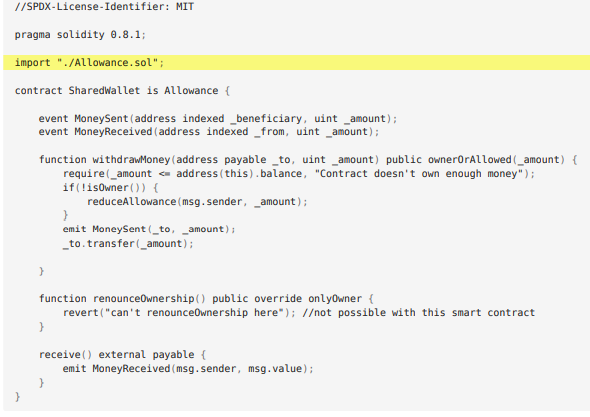 //SPDX-License-Identifier: MIT
pragma solidity 0.8.1;
import "./Allowance.sol";
contract SharedWallet is Allowance {
event MoneySent(address indexed _beneficiary, uint _amount);
event MoneyReceived(address indexed _from, uint _amount);
function withdrawMoney(address payable _to, uint _amount) public ownerOrAllowed(_amount) {
require(_amount <= address(this).balance, "Contract doesn't own enough money");
if(!isOwner()) {
reduceAllowance(msg.sender, _amount);
}
emit MoneySent(_to, _amount);
_to.transfer(_amount);
}
function renounceOwnership() public override onlyOwner {
revert("can't renounceOwnership here"); //not possible with this smart contract
}
receive() external payable {
emit MoneyReceived(msg.sender, msg.value);
}
}